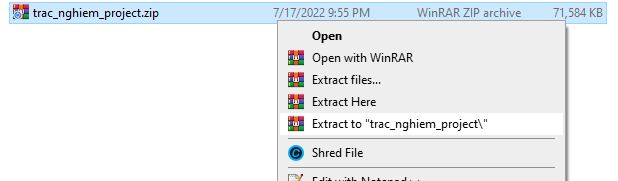 trac_nghiem_project.zip 7/17/2022 9:55 PM WinRAR ZIP archive 71,584 KB
Open
Open with WinRAR
Extract files...
Extract Here
Extract to "trac_nghiem_project\"
Shred File
Edit with Notepad++